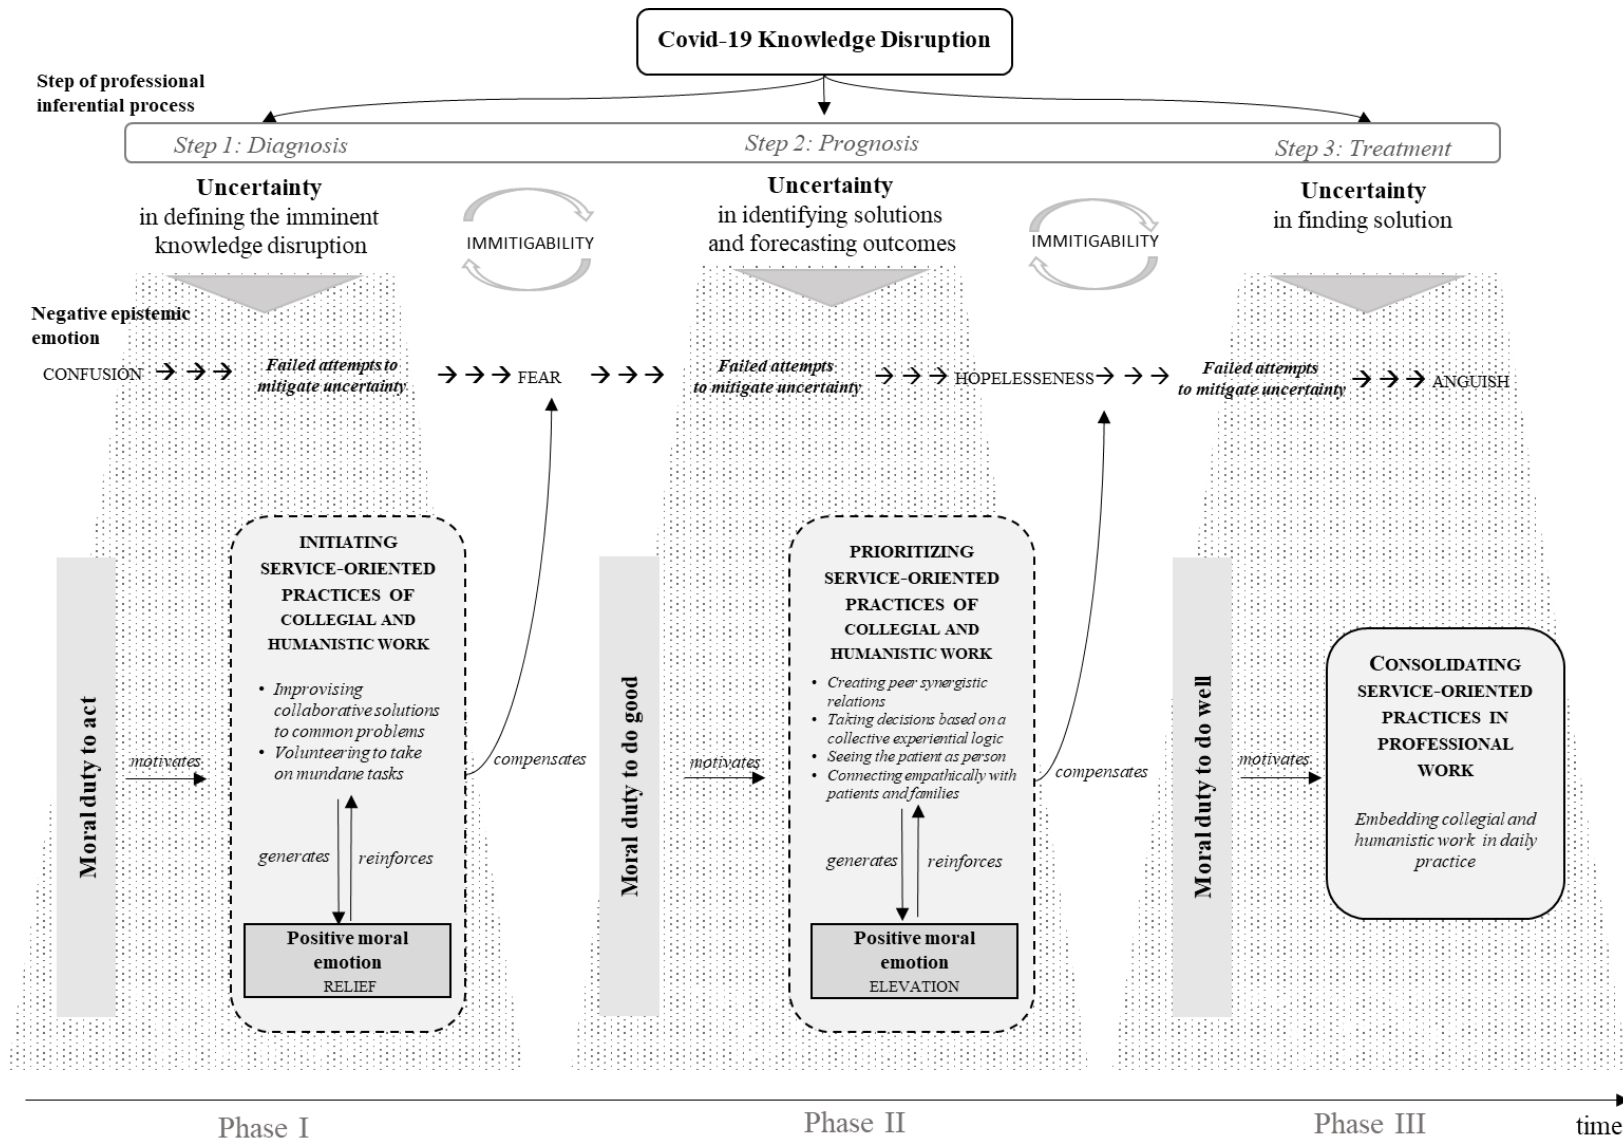 Covid-19 Knowledge Disruption
Step of professional
inferential process
Step 1: Diagnosis
Step 2: Prognosis
Step 3: Treatment
Uncertainty
in defining the imminent
knowledge disruption
IMMITIGABILITY
Uncertainty
in identifying solutions
and forecasting outcomes
IMMITIGABILITY
Uncertainty
in finding solution
Negative epistemic
emotion
CONFUSION
Failed attempts to
mitigate uncertainty
FEAR
Failed attempts
to mitigate uncertainty
HOPELESSENESS
Failed attempts
to mitigate uncertainty
ANGUISH
Moral duty to act
motivates
INITIATING
SERVICE-ORIENTED
PRACTICES OF
COLLEGIAL AND
HUMANISTIC WORK
• Improvising
collaborative solutions
to common problems
• Volunteering to take
on mundane tasks
generates
reinforces
Positive moral
emotion
RELIEF
compensates
Moral duty to do good
motivates
PRIORITIZING
SERVICE-ORIENTED
PRACTICES OF
COLLEGIAL AND
HUMANISTIC WORK
• Creating peer synergistic
relations
• Taking decisions based on a
collective experiential logic
• Seeing the patient as person
• Connecting empathically with
patients and families
generates
reinforces
Positive moral
emotion
ELEVATION
compensates
Moral duty to do well
motivates
CONSOLIDATING
SERVICE-ORIENTED
PRACTICES IN
PROFESSIONAL
WORK
Embedding collegial and
humanistic work in daily
practice
Phase I
Phase II
Phase III
time